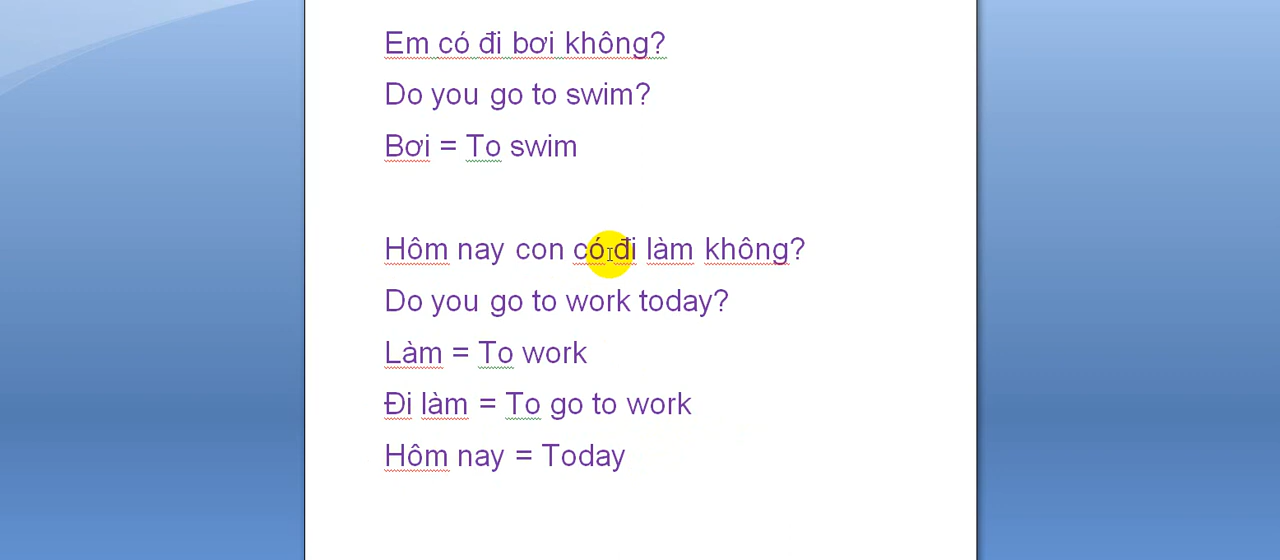 Em có đi bơi không?
Do you go to swim?
Bơi = To swim
Hôm nay con có đi làm không?
Do you go to work today?
Làm = To work
Đi làm = To go to work
Hôm nay = Today